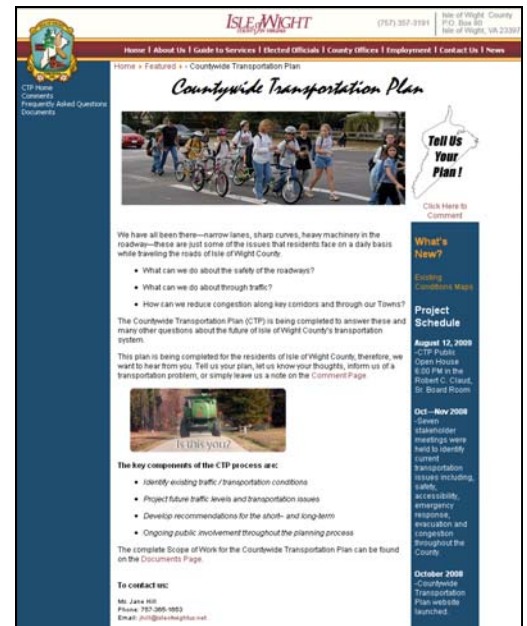 ISLE of WIGHT
COUNTY OF VIRGINIA
(757) 357-3191
Isle of Wight County
P.O. Box 80
Isle of Wight, VA 23397
Home | About Us | Guide to Services | Elected Officials | County Offices | Employment | Contact Us | News
CTP Home
Comments
Frequently Asked Questions
Documents
Home » Featured » › Countywide Transportation Plan
Countywide Transportation Plan
Tell Us
Your
Plan !
Click Here to
Comment
We have all been there—narrow lanes, sharp curves, heavy machinery in the
roadway—these are just some of the issues that residents face on a daily basis
while traveling the roads of Isle of Wight County.
• What can we do about the safety of the roadways?
• What can we do about through traffic?
• How can we reduce congestion along key corridors and through our Towns?
The Countywide Transportation Plan (CTP) is being completed to answer these and
many other questions about the future of Isle of Wight County's transportation
system.
This plan is being completed for the residents of Isle of Wight County, therefore, we
want to hear from you. Tell us your plan, let us know your thoughts, inform us of a
transportation problem, or simply leave us a note on the Comment Page
Is this you?
The key components of the CTP process are:
• Identify existing traffic / transportation conditions
• Project future traffic levels and transportation issues
• Develop recommendations for the short– and long-term
• Ongoing public involvement throughout the planning process
The complete Scope of Work for the Countywide Transportation Plan can be found
on the Documents Page.
To contact us:
Ms. Jane Hill
Phone: 757-365-1653
Email: jhill@isleofwightus.net
What's
New?
Existing
Conditions Maps
Project
Schedule
August 12, 2009
-CTP Public
Open House
6:00 PM in the
Robert C. Claud,
Sr. Board Room
Oct—Nov 2008
-Seven
stakeholder
meetings were
held to identify
current
transportation
issues including,
safety,
accessibility,
emergency
response,
evacuation and
congestion
throughout the
County.
October 2008
-Countywide
Transportation
Plan website
launched.